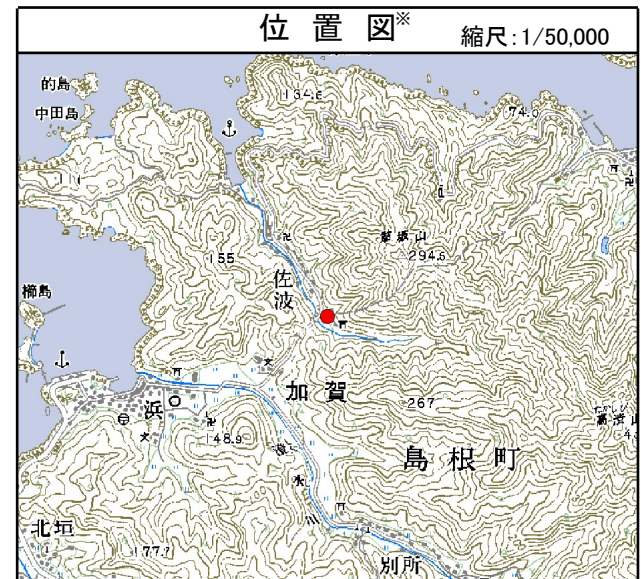 位置図※
縮尺:1/50,000
的島
中田島
134.6
74.6
294.6
155
佐波
櫛島
加賀
267
浜
148.9
島根町
北垣
177.7
別所